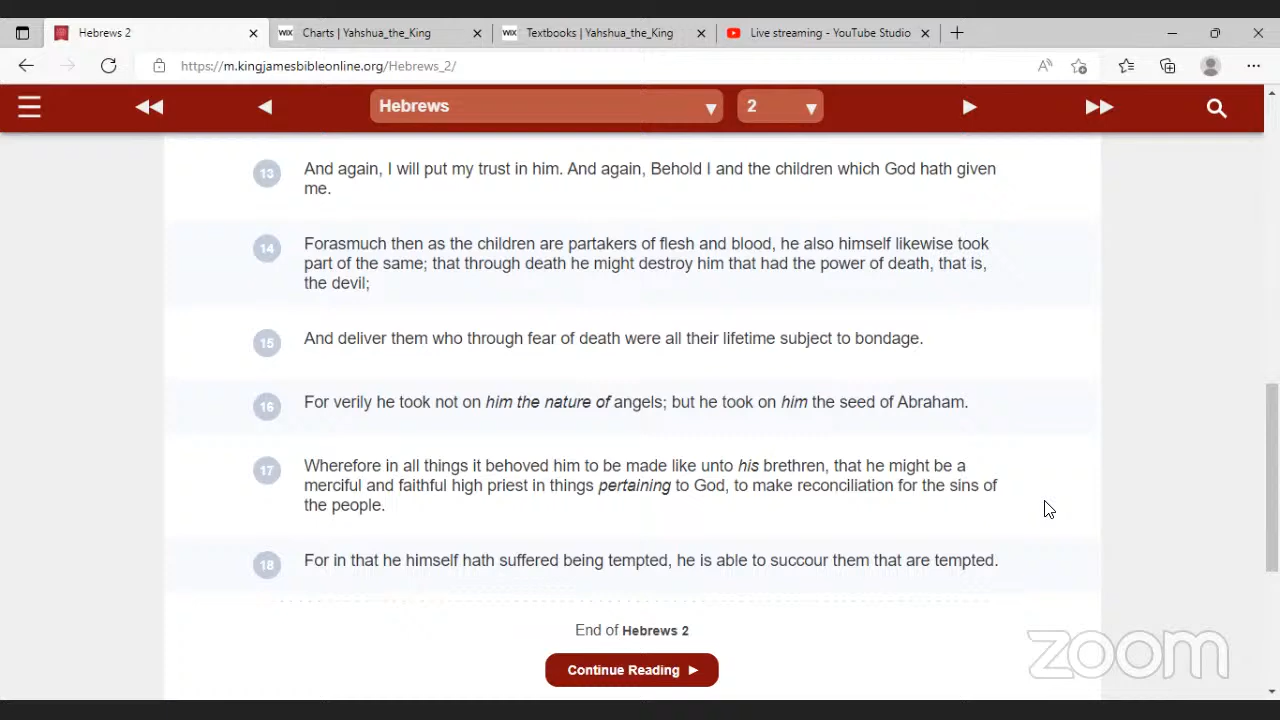 Hebrews 2
WIX Charts | Yahshua_the_King
WIX Textbooks | Yahshua_the_King
Live streaming - YouTube Studio
https://m.kingjamesbibleonline.org/Hebrews_2/
Hebrews
2
13 And again, I will put my trust in him. And again, Behold I and the children which God hath given
me.
14 Forasmuch then as the children are partakers of flesh and blood, he also himself likewise took
part of the same; that through death he might destroy him that had the power of death, that is,
the devil;
15 And deliver them who through fear of death were all their lifetime subject to bondage.
16 For verily he took not on him the nature of angels; but he took on him the seed of Abraham.
17 Wherefore in all things it behoved him to be made like unto his brethren, that he might be a
merciful and faithful high priest in things pertaining to God, to make reconciliation for the sins of
the people.
18 For in that he himself hath suffered being tempted, he is able to succour them that are tempted.
End of Hebrews 2
Continue Reading
zoom